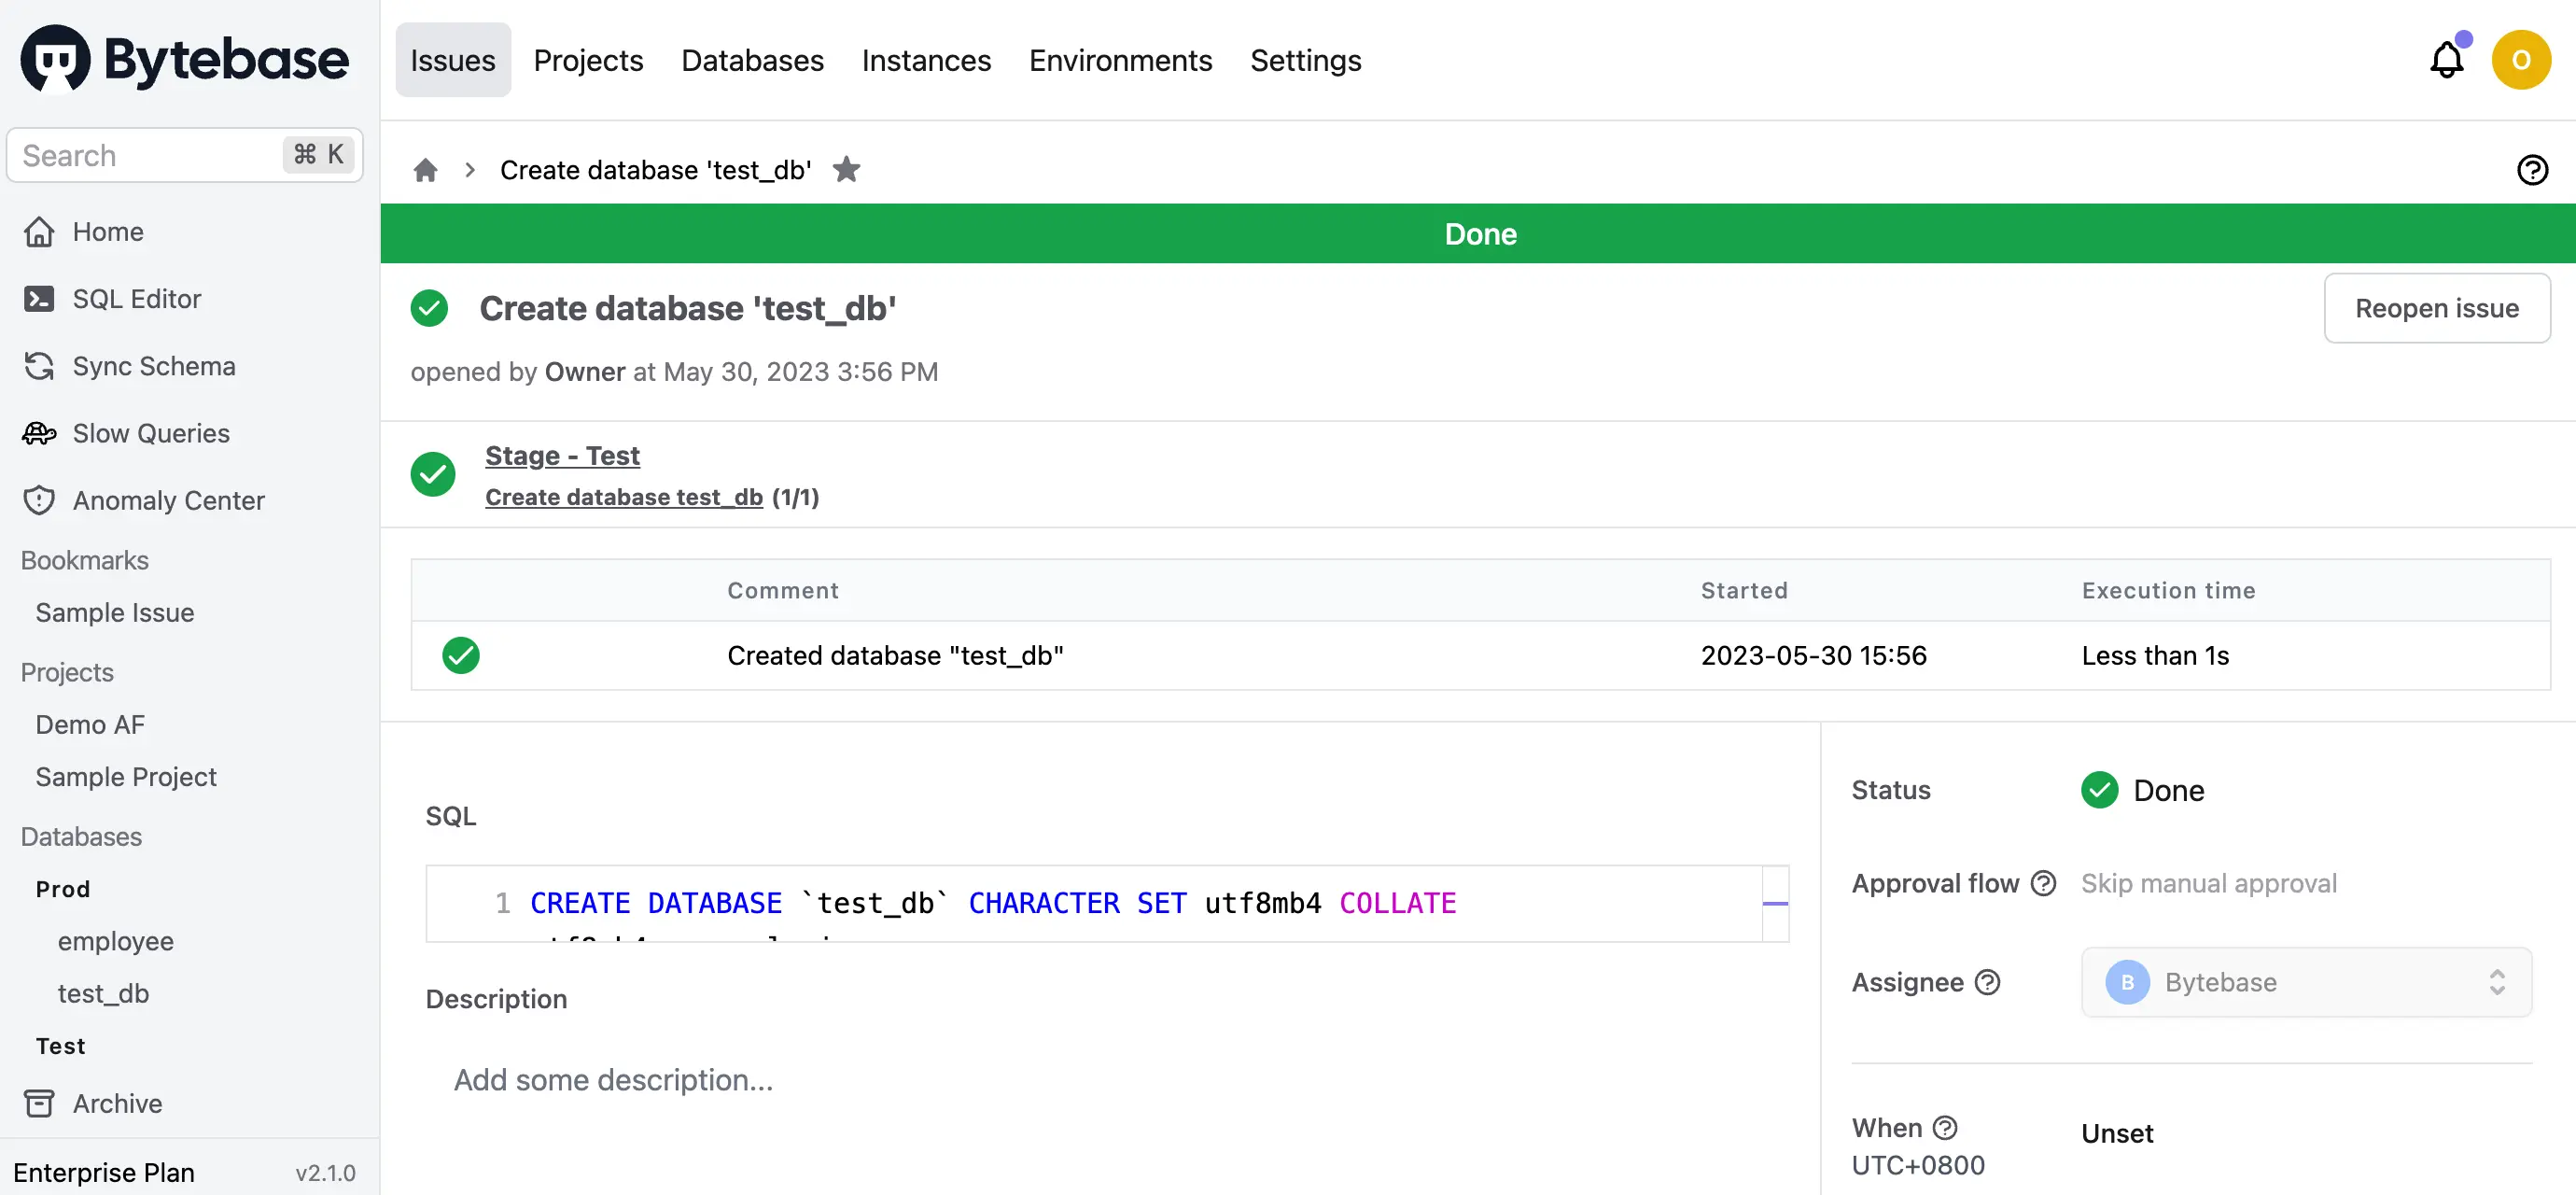 Bytebase
Search ⌘ K
Home
SQL Editor
Sync Schema
Slow Queries
Anomaly Center
Bookmarks
Sample Issue
Projects
Demo AF
Sample Project
Databases
Prod
employee
test_db
Test
Archive
Enterprise Plan v2.1.0
Issues Projects Databases Instances Environments Settings
O
Create database 'test_db'
Done
Create database 'test_db'
Reopen issue
opened by Owner at May 30, 2023 3:56 PM
Stage - Test
Create database test_db (1/1)
Comment Started Execution time
Created database "test_db" 2023-05-30 15:56 Less than 1s
SQL
1 CREATE DATABASE `test_db` CHARACTER SET utf8mb4 COLLATE
Description
Add some description...
Status Done
Approval flow Skip manual approval
Assignee B Bytebase
When Unset
UTC+0800